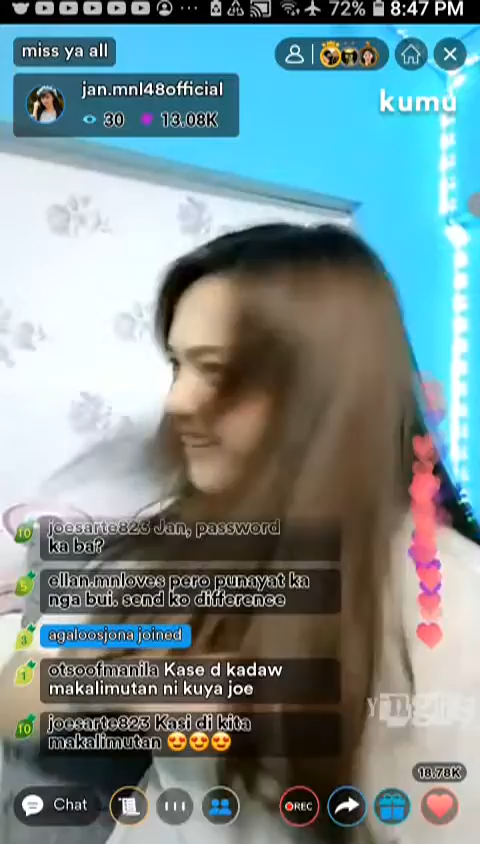 72% 8:47 PM
miss ya all
jan.mnl48official
30 13.08K
kumu
joesarte823 Jan, password
ka ba?
ellan.mnloves pero punayat ka
nga bui. send ko difference
agaloosjona joined
otsoofmanila Kase d kadaw
makalimutan ni kuya joe
joesarte823 Kasi di kita
makalimutan 😍😍😍
18.78K
Chat
REC